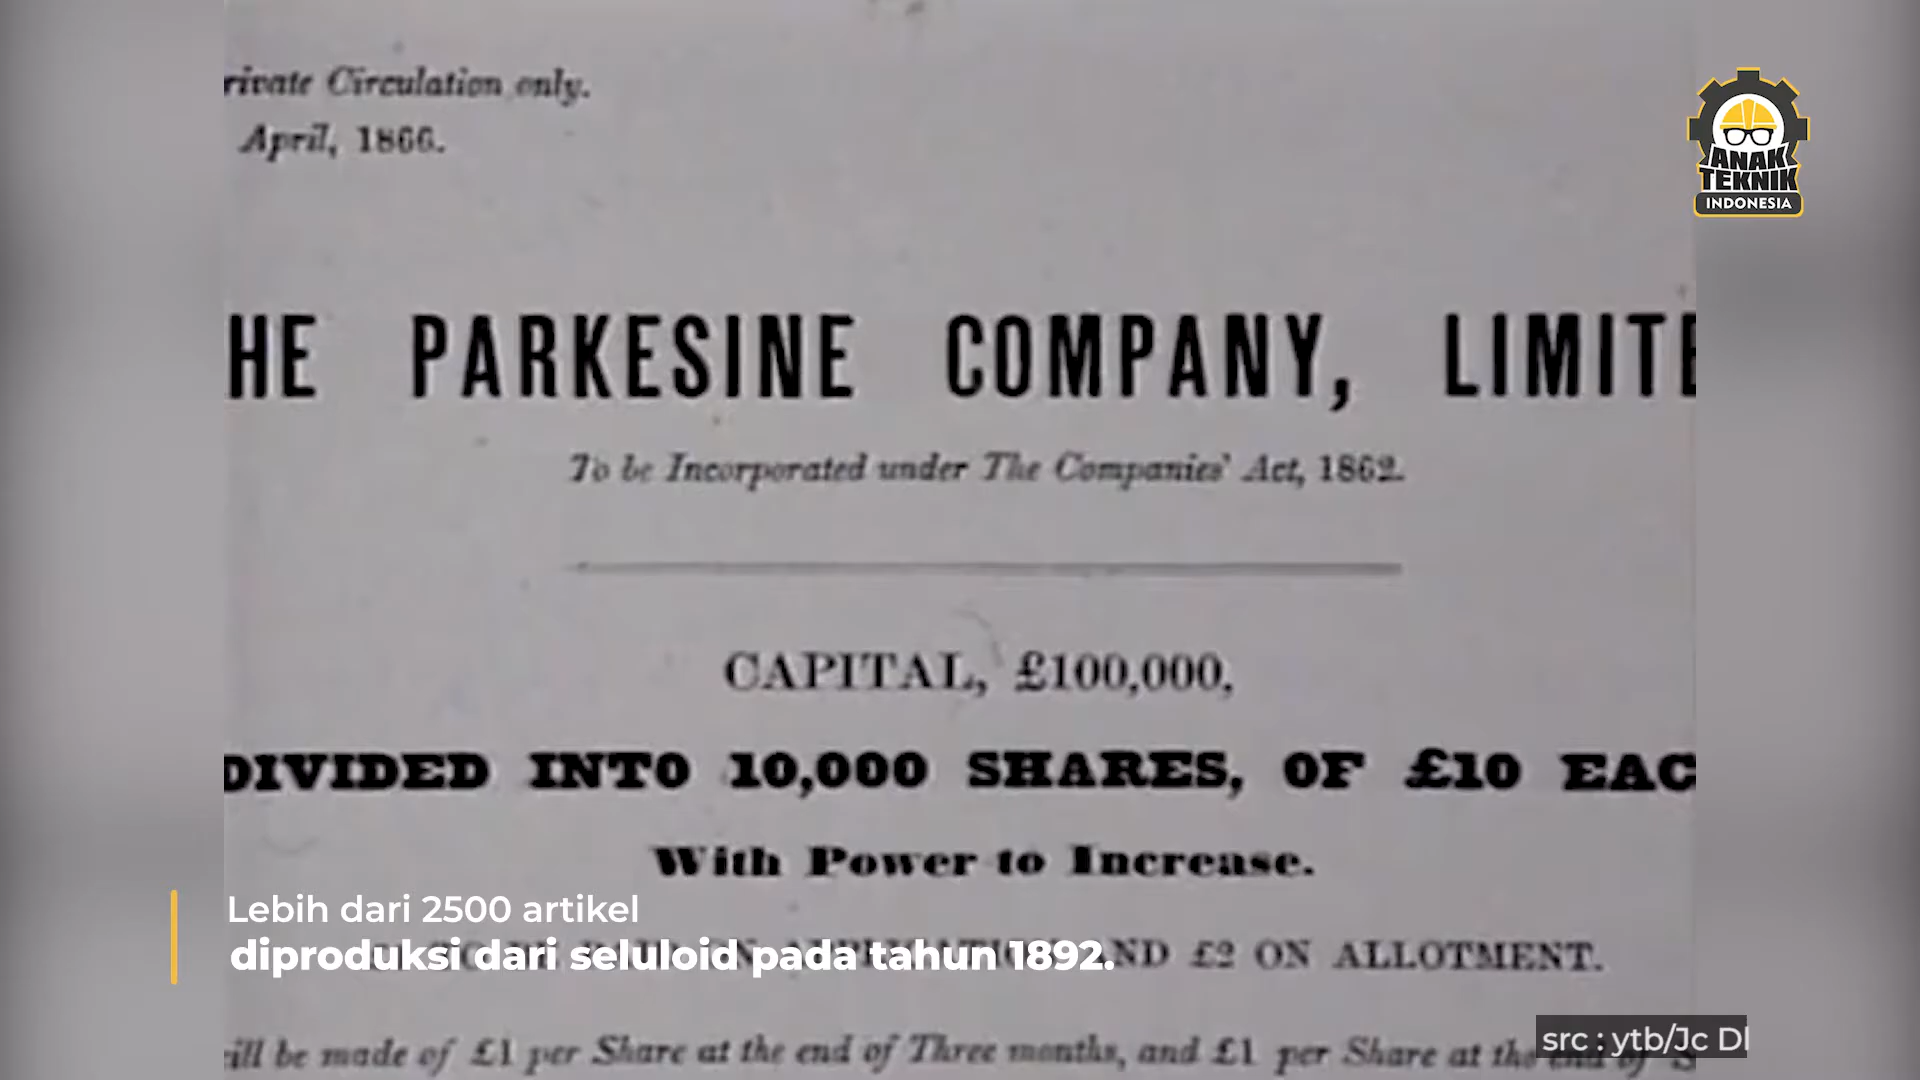 rivate Circulation only.
April, 1866.
ANAK
TEKNIK
INDONESIA
HE PARKESINE COMPANY, LIMITE
To be Incorporated under The Companies' Act, 1862.
CAPITAL, £100,000,
DIVIDED INTO 10,000 SHARES, OF £10 EAC
With Power to Increase.
Lebih dari 2500 artikel
diproduksi dari seluloid pada tahun 1892.
ND £2 ON ALLOTMENT.
ill be made of £1 per Share at the end of Three months, and £1 per Share at the end of
src : ytb/Jc Dl